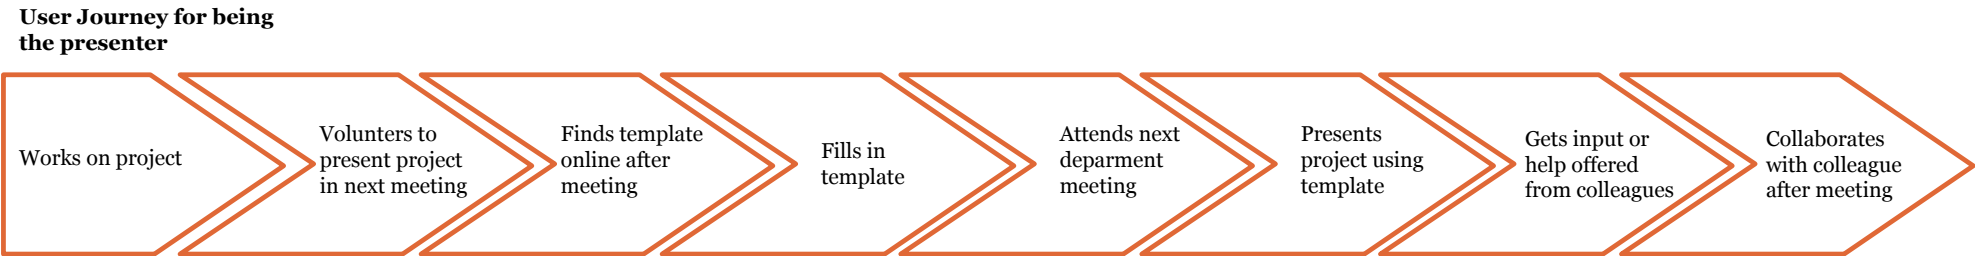 User Journey for being
the presenter
Works on project
Volunters to
present project
in next meeting
Finds template
online after
meeting
Fills in
template
Attends next
deparment
meeting
Presents
project using
template
Gets input or
help offered
from colleagues
Collaborates
with colleague
after meeting